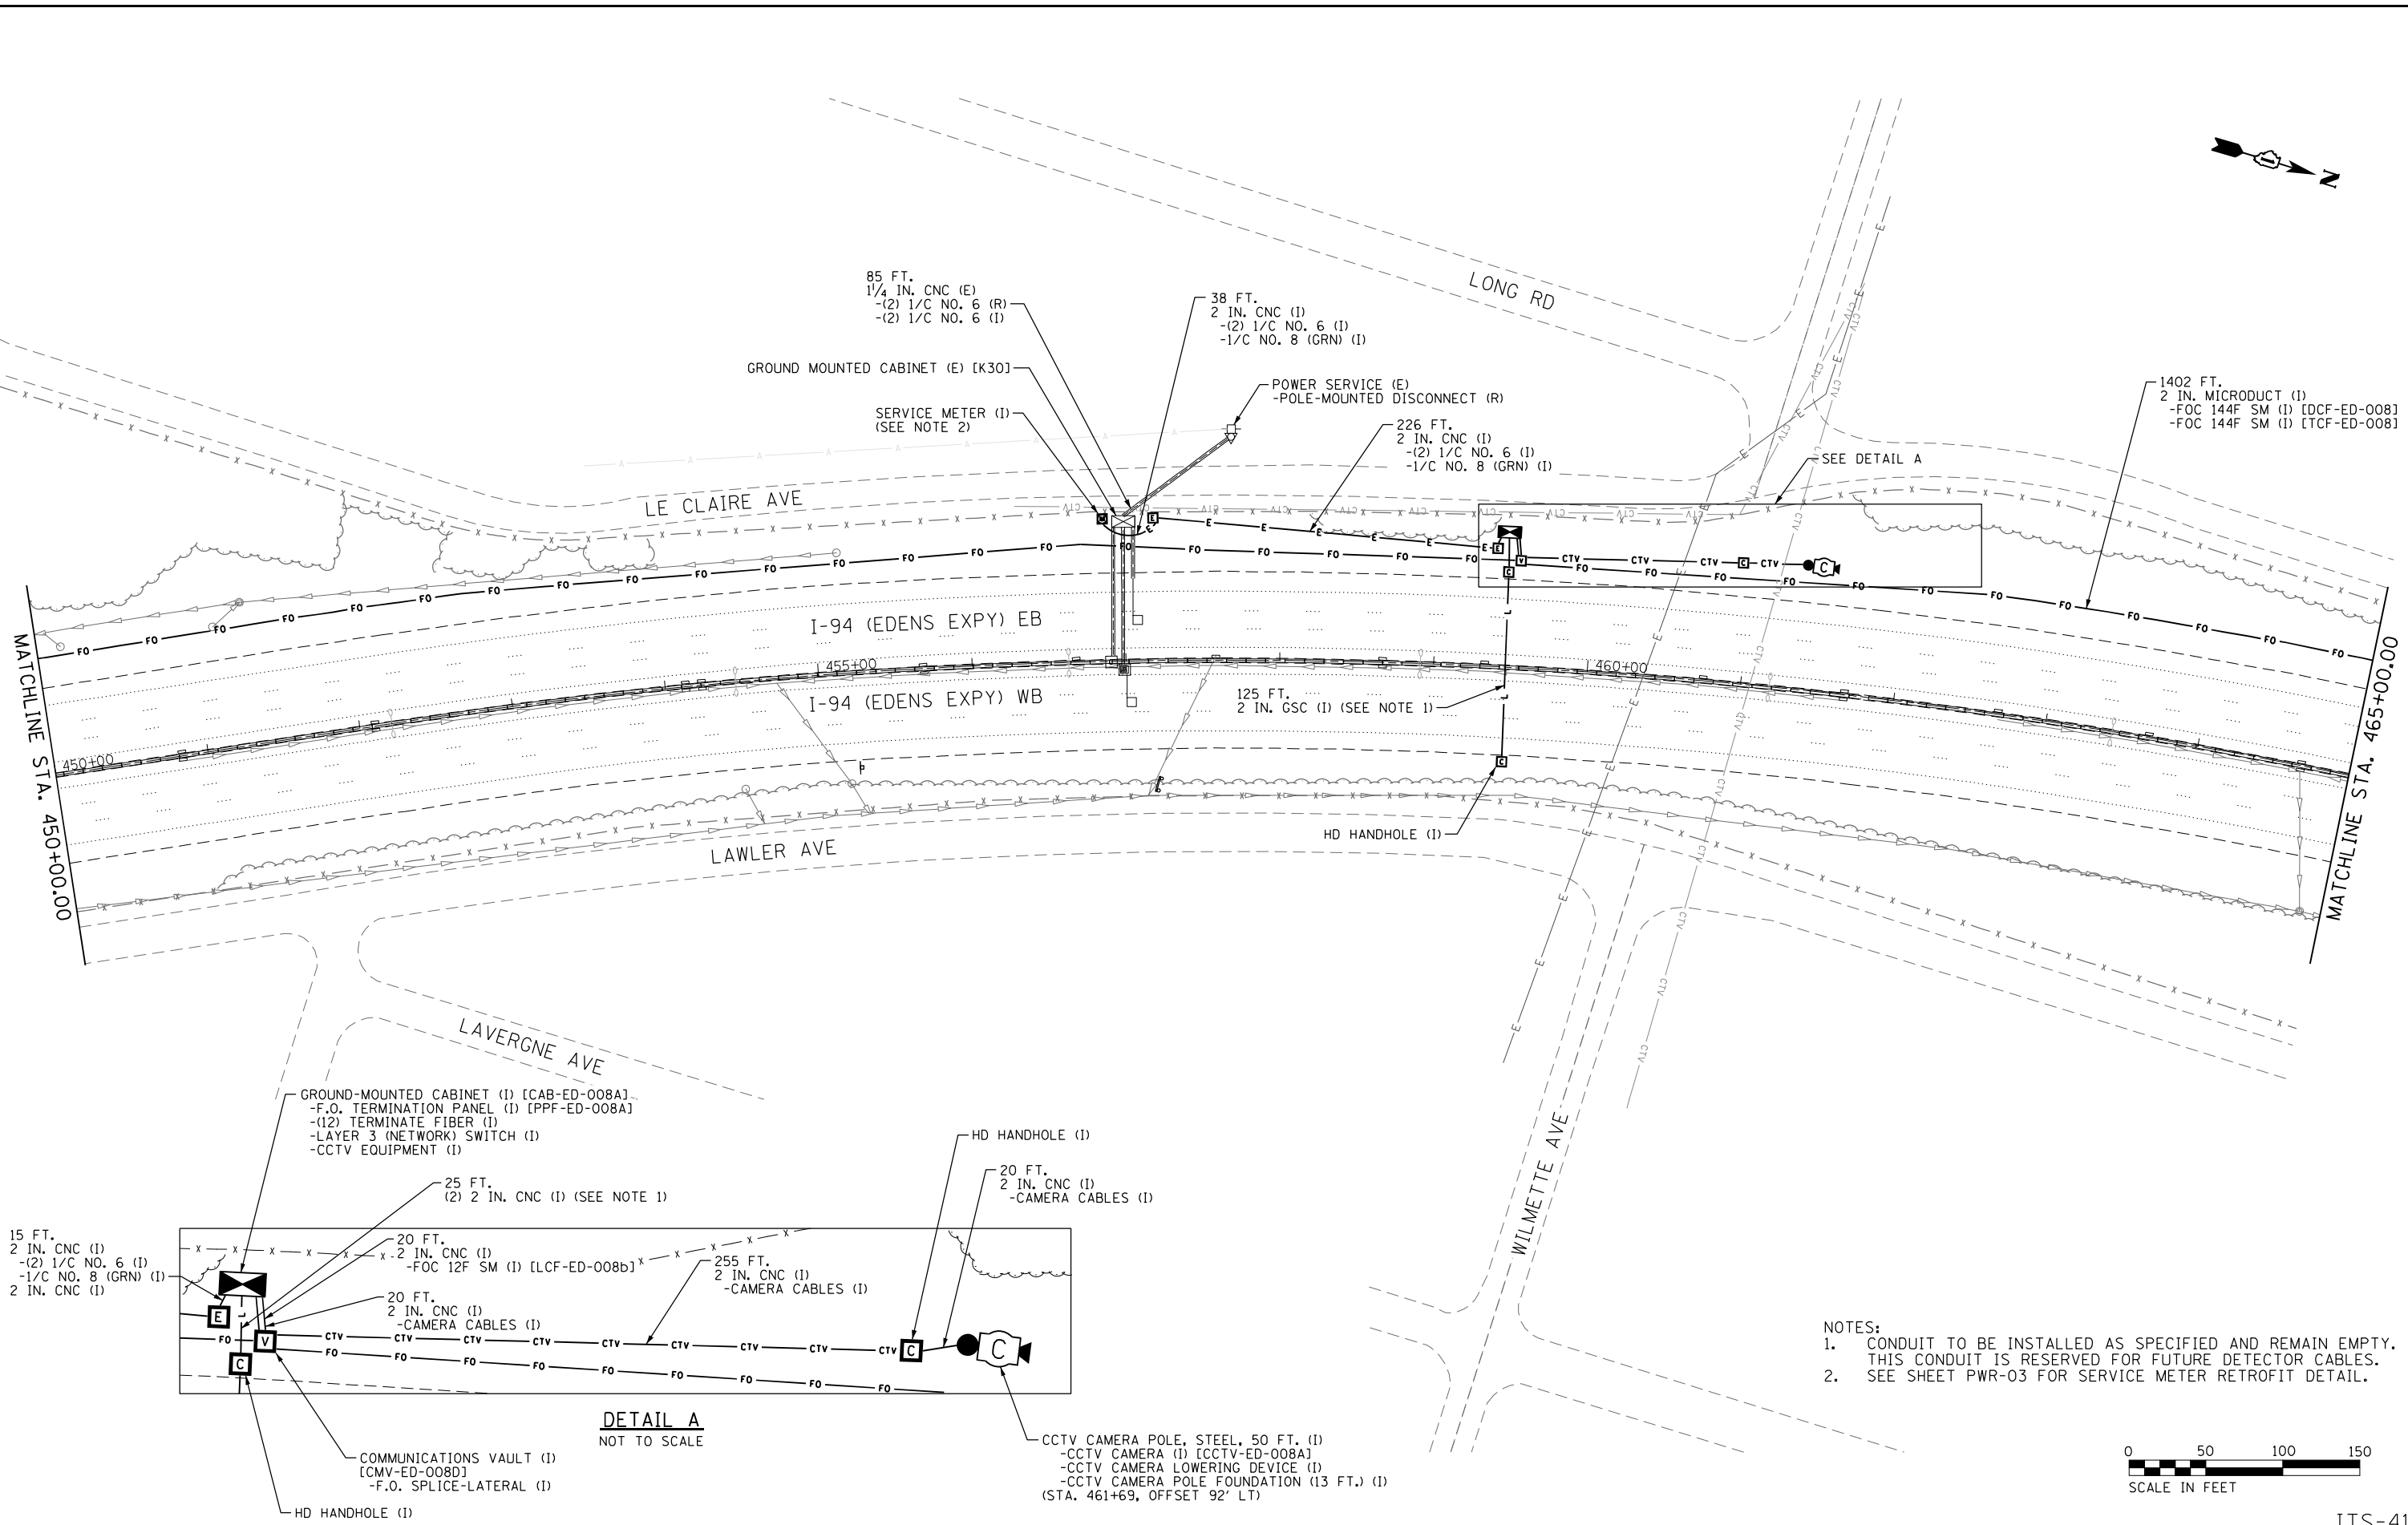 N
LONG RD
85 FT.
1 1/4 IN. CNC (E)
-(2) 1/C NO. 6 (R)
-(2) 1/C NO. 6 (I)
38 FT.
2 IN. CNC (I)
-(2) 1/C NO. 6 (I)
-1/C NO. 8 (GRN) (I)
GROUND MOUNTED CABINET (E) [K30]
POWER SERVICE (E)
-POLE-MOUNTED DISCONNECT (R)
SERVICE METER (I)
(SEE NOTE 2)
226 FT.
2 IN. CNC (I)
-(2) 1/C NO. 6 (I)
-1/C NO. 8 (GRN) (I)
1402 FT.
2 IN. MICRODUCT (I)
-FOC 144F SM (I) [DCF-ED-008]
-FOC 144F SM (I) [TCF-ED-008]
SEE DETAIL A
LE CLAIRE AVE
I-94 (EDENS EXPY) EB
455+00
460+00
I-94 (EDENS EXPY) WB
450+00
125 FT.
2 IN. GSC (I) (SEE NOTE 1)
MATCHLINE STA. 450+00.00
MATCHLINE STA. 465+00.00
HD HANDHOLE (I)
LAWLER AVE
LAVERGNE AVE
WILMETTE AVE
GROUND-MOUNTED CABINET (I) [CAB-ED-008A]
-F.O. TERMINATION PANEL (I) [PPF-ED-008A]
-(12) TERMINATE FIBER (I)
-LAYER 3 (NETWORK) SWITCH (I)
-CCTV EQUIPMENT (I)
HD HANDHOLE (I)
20 FT.
2 IN. CNC (I)
-CAMERA CABLES (I)
25 FT.
(2) 2 IN. CNC (I) (SEE NOTE 1)
15 FT.
2 IN. CNC (I)
-(2) 1/C NO. 6 (I)
-1/C NO. 8 (GRN) (I)
2 IN. CNC (I)
20 FT.
2 IN. CNC (I)
-FOC 12F SM (I) [LCF-ED-008b]
255 FT.
2 IN. CNC (I)
-CAMERA CABLES (I)
20 FT.
2 IN. CNC (I)
-CAMERA CABLES (I)
E
FO
V
CTV
C
C
C
DETAIL A
NOT TO SCALE
COMMUNICATIONS VAULT (I)
[CMV-ED-008D]
-F.O. SPLICE-LATERAL (I)
HD HANDHOLE (I)
CCTV CAMERA POLE, STEEL, 50 FT. (I)
-CCTV CAMERA (I) [CCTV-ED-008A]
-CCTV CAMERA LOWERING DEVICE (I)
-CCTV CAMERA POLE FOUNDATION (13 FT.) (I)
(STA. 461+69, OFFSET 92' LT)
NOTES:
1. CONDUIT TO BE INSTALLED AS SPECIFIED AND REMAIN EMPTY.
THIS CONDUIT IS RESERVED FOR FUTURE DETECTOR CABLES.
2. SEE SHEET PWR-03 FOR SERVICE METER RETROFIT DETAIL.
0 50 100 150
SCALE IN FEET
ITS-41